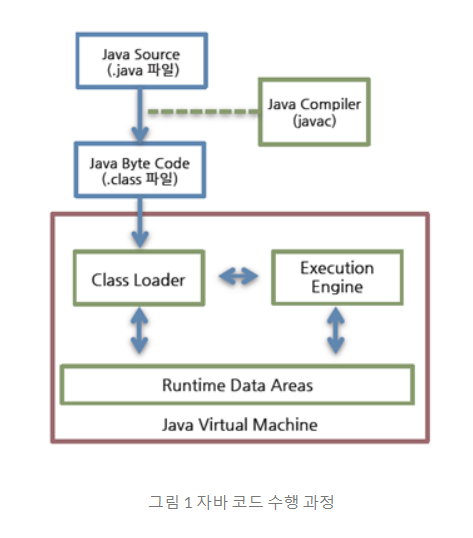 Java Source
(.java 파일)
Java Compiler
(javac)
Java Byte Code
(.class 파일)
Class Loader
Execution
Engine
Runtime Data Areas
Java Virtual Machine
그림 1 자바 코드 수행 과정